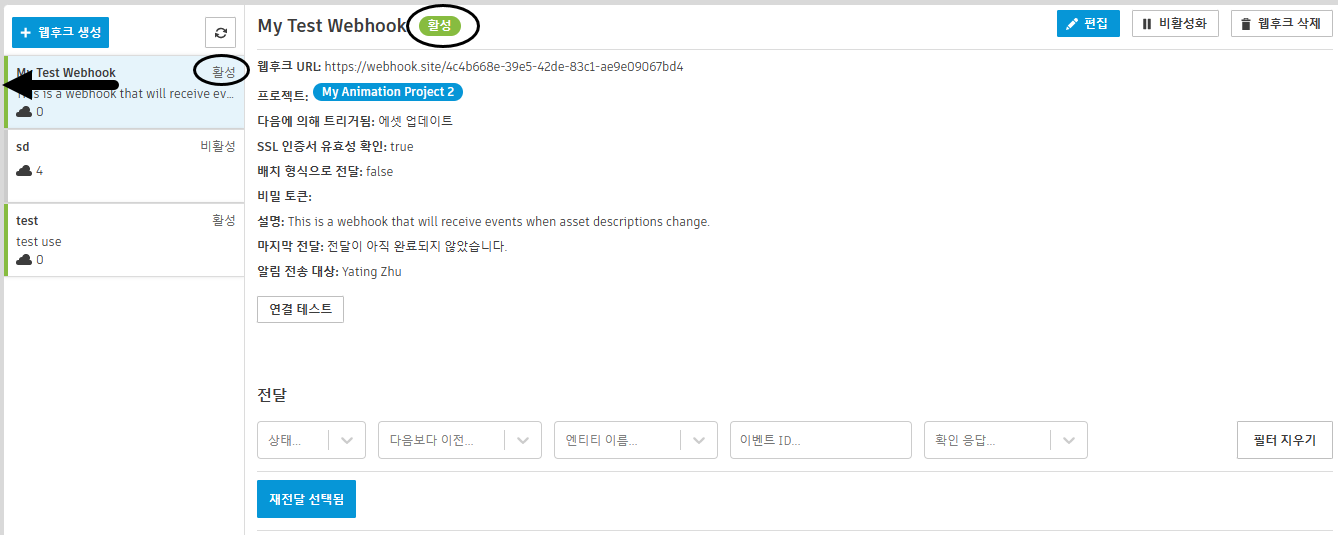 웹후크 생성
My Test Webhook 활성
This is a webhook that will receive ev...
0
sd 비활성
4
test 활성
test use
0
My Test Webhook 활성
편집 비활성화 웹후크 삭제
웹후크 URL: https://webhook.site/4c4b668e-39e5-42de-83c1-ae9e09067bd4
프로젝트: My Animation Project 2
다음에 의해 트리거됨: 에셋 업데이트
SSL 인증서 유효성 확인: true
배치 형식으로 전달: false
비밀 토큰:
설명: This is a webhook that will receive events when asset descriptions change.
마지막 전달: 전달이 아직 완료되지 않았습니다.
알림 전송 대상: Yating Zhu
연결 테스트
전달
상태... 다음보다 이전... 엔티티 이름... 이벤트 ID... 확인 응답... 필터 지우기
재전달 선택됨